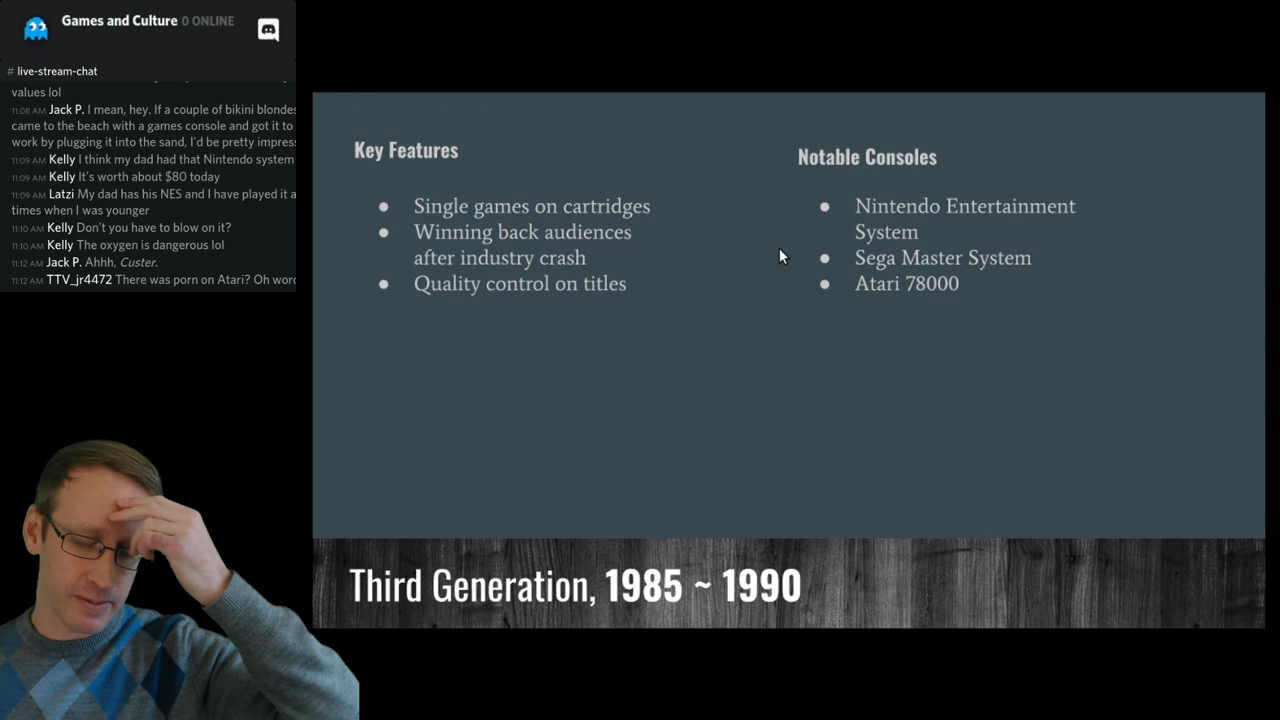 Games and Culture 0 ONLINE
# live-stream-chat
values lol
11:08 AM Jack P. I mean, hey. If a couple of bikini blondes
came to the beach with a games console and got it to
work by plugging it into the sand, I'd be pretty impress
11:09 AM Kelly I think my dad had that Nintendo system
11:09 AM Kelly It's worth about $80 today
11:09 AM Latzi My dad has his NES and I have played it a
times when I was younger
11:10 AM Kelly Don't you have to blow on it?
11:10 AM Kelly The oxygen is dangerous lol
11:12 AM Jack P. Ahhh, Custer.
11:12 AM TTV_jr4472 There was porn on Atari? Oh word
Key Features
● Single games on cartridges
● Winning back audiences
after industry crash
● Quality control on titles
Notable Consoles
● Nintendo Entertainment
System
● Sega Master System
● Atari 78000
Third Generation, 1985 ~ 1990